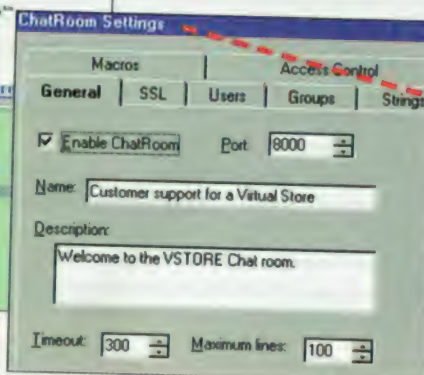 ChatRoom Settings
Macros Access Control
General SSL Users Groups Strings
Enable ChatRoom Port: 8000
Name: Customer support for a Virtual Store
Description:
Welcome to the VSTORE Chat room.
Timeout: 300 Maximum lines: 100